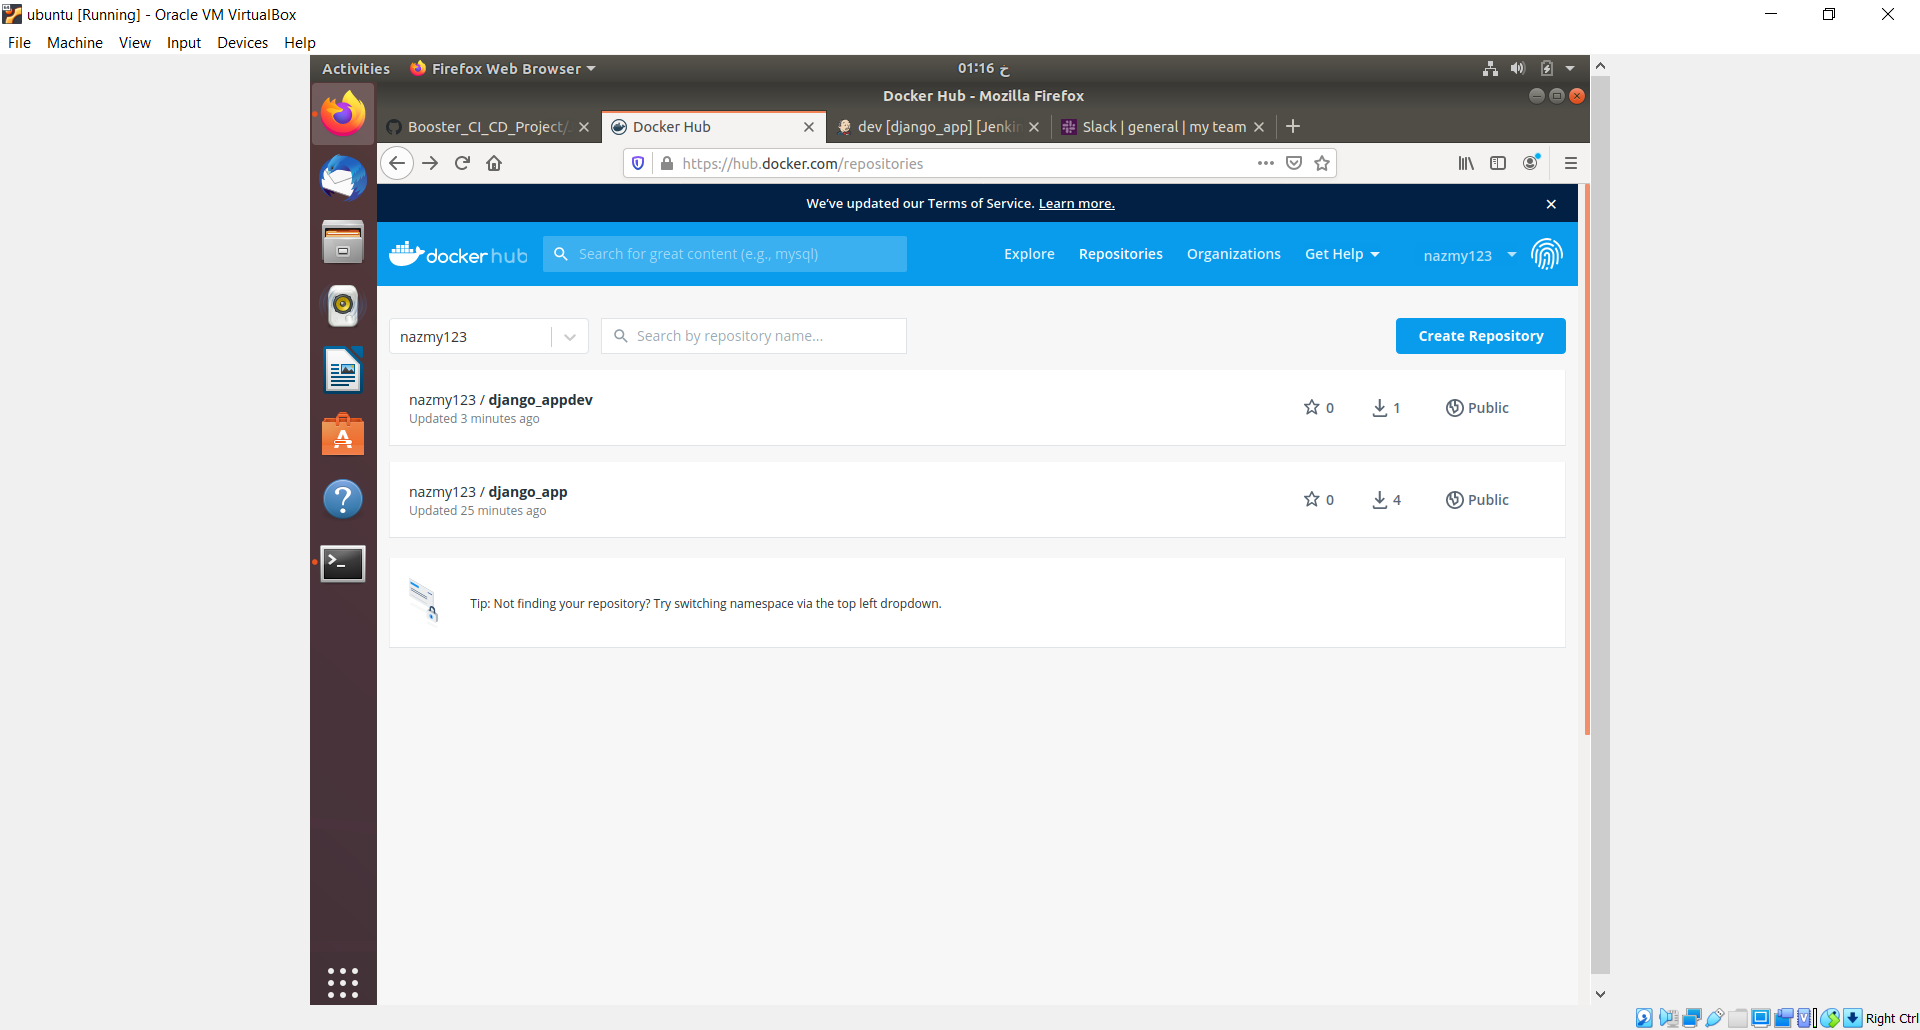 ubuntu [Running] - Oracle VM VirtualBox
File Machine View Input Devices Help
Activities Firefox Web Browser 01:16 خ
Docker Hub - Mozilla Firefox
Booster_CI_CD_Project/ Docker Hub dev [django_app] [Jenkin Slack | general | my team
https://hub.docker.com/repositories
We've updated our Terms of Service. Learn more.
docker hub Search for great content (e.g., mysql) Explore Repositories Organizations Get Help nazmy123
nazmy123 Search by repository name... Create Repository
nazmy123 / django_appdev
Updated 3 minutes ago
0 1 Public
nazmy123 / django_app
Updated 25 minutes ago
0 4 Public
Tip: Not finding your repository? Try switching namespace via the top left dropdown.
Right Ctrl